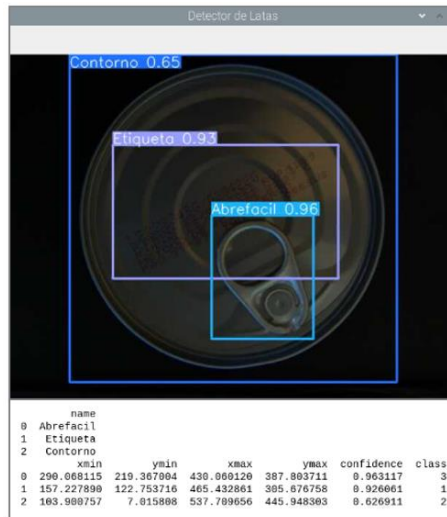 Detector de Latas
Contorno 0.65
Etiqueta 0.93
Abrefacil 0.96
name
0 Abrefacil
1 Etiqueta
2 Contorno
xmin ymin xmax ymax confidence class
0 290.068115 219.367004 430.060120 387.803711 0.963117 3
1 157.227890 122.753716 465.432861 305.676758 0.926061 1
2 103.900757 7.015808 537.709656 445.948303 0.626911 2